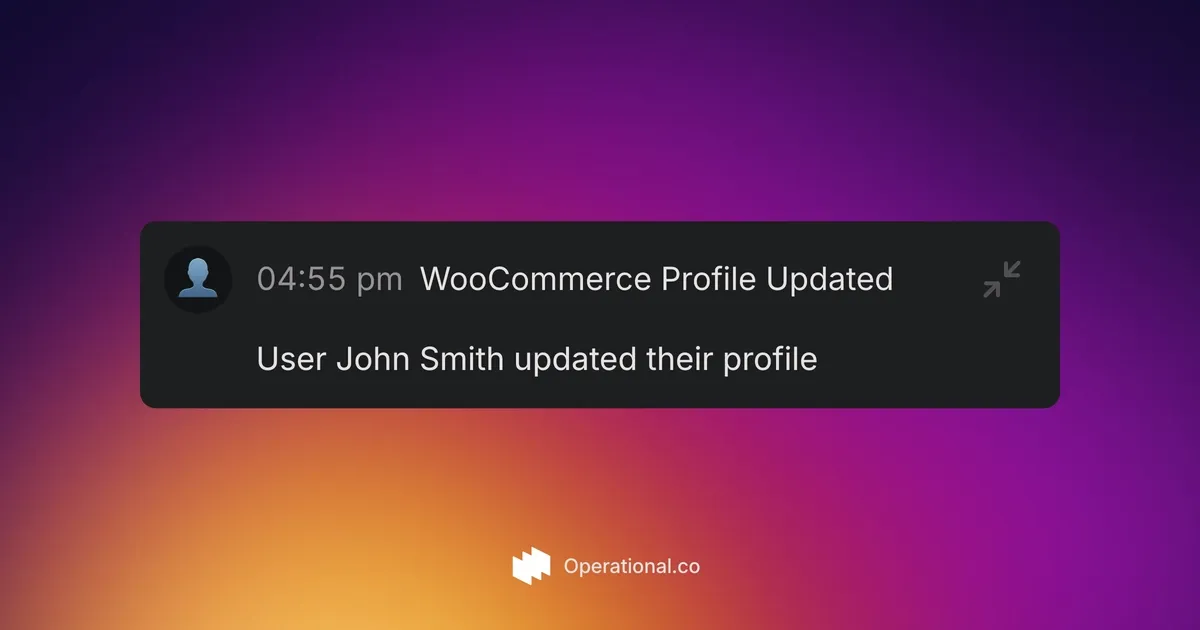 04:55 pm WooCommerce Profile Updated
User John Smith updated their profile
Operational.co